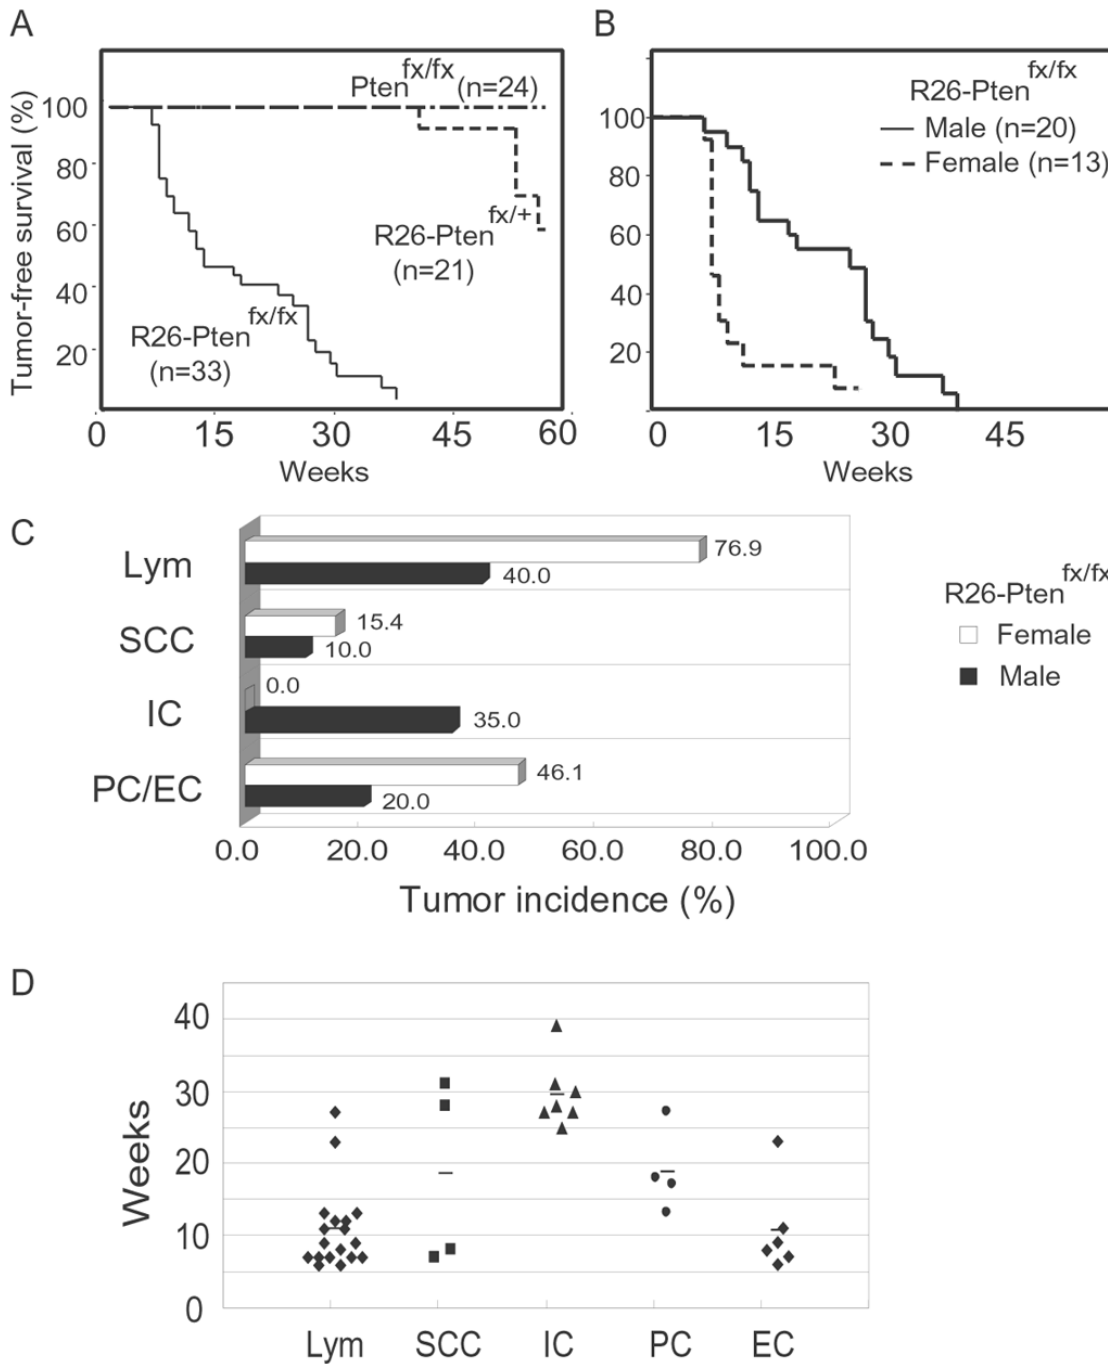 A
Tumor-free survival (%)
100
80
60
40
20
Pten fx/fx (n=24)
R26-Pten fx/+
(n=21)
R26-Pten fx/fx
(n=33)
0 15 30 45 60
Weeks
B
100
80
60
40
20
R26-Pten fx/fx
Male (n=20)
Female (n=13)
0 15 30 45
Weeks
C
Lym
76.9
40.0
SCC
15.4
10.0
IC
0.0
35.0
PC/EC
46.1
20.0
0.0 20.0 40.0 60.0 80.0 100.0
Tumor incidence (%)
R26-Pten fx/fx
Female
Male
D
Weeks
40
30
20
10
0
Lym SCC IC PC EC